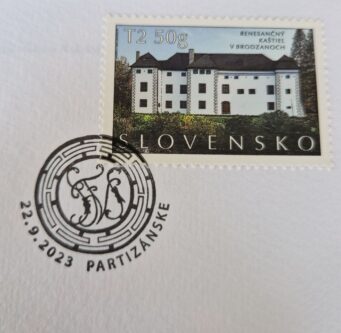 T2 50g
RENESANČNÝ
KAŠTIEĽ
V BRODZANOCH
SLOVENSKO
22.9.2023 PARTIZÁNSKE